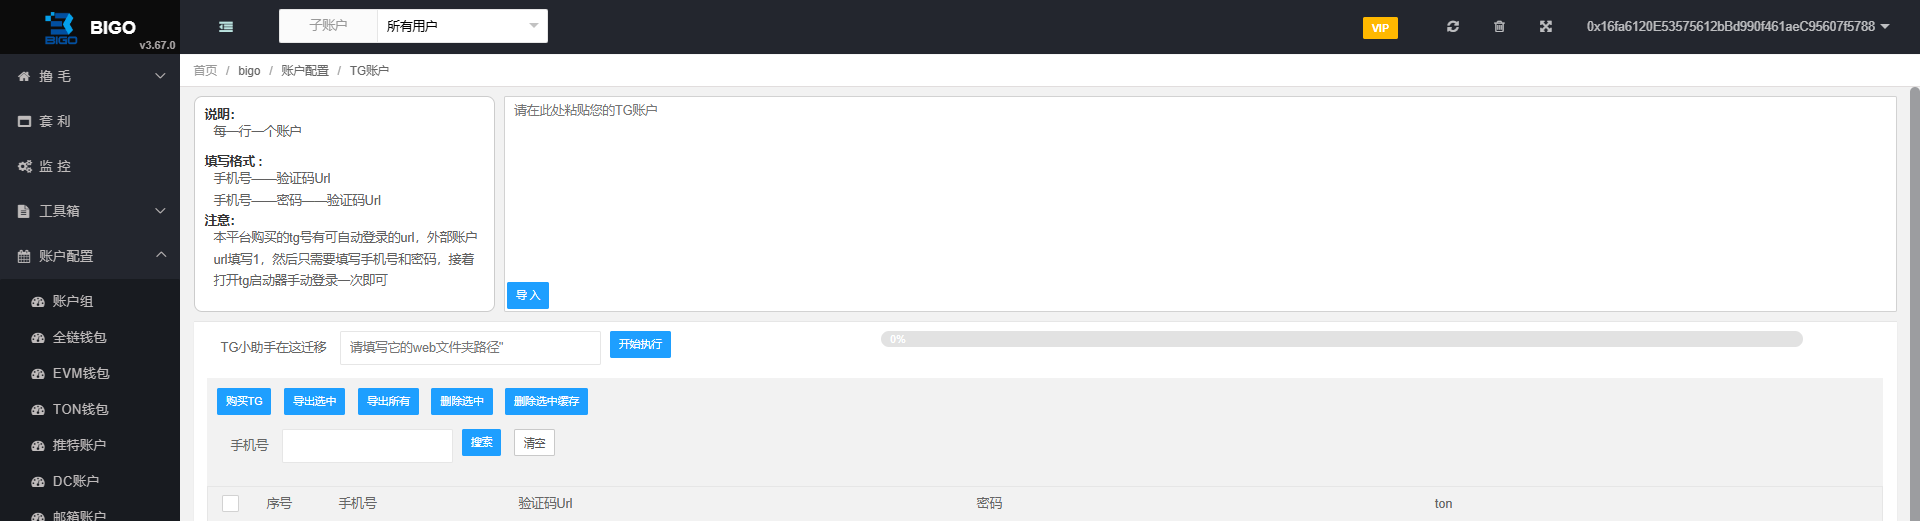 BIGO
BIGO
v3.67.0
子账户
所有用户
VIP
0x16fa6120E53575612bBd990f461aeC95607f5788
撸 毛
套 利
监 控
工具箱
账户配置
账户组
全链钱包
EVM钱包
TON钱包
推特账户
DC账户
邮箱账户
首页 / bigo / 账户配置 / TG账户
说明：
每一行一个账户
填写格式 :
手机号——验证码Url
手机号——密码——验证码Url
注意：
本平台购买的tg号有可自动登录的url，外部账户
url填写1，然后只需要填写手机号和密码，接着
打开tg启动器手动登录一次即可
请在此处粘贴您的TG账户
导 入
TG小助手在这迁移
请填写它的web文件夹路径"
开始执行
0%
购买TG
导出选中
导出所有
删除选中
删除选中缓存
手机号
搜索
清空
序号 手机号 验证码Url 密码 ton